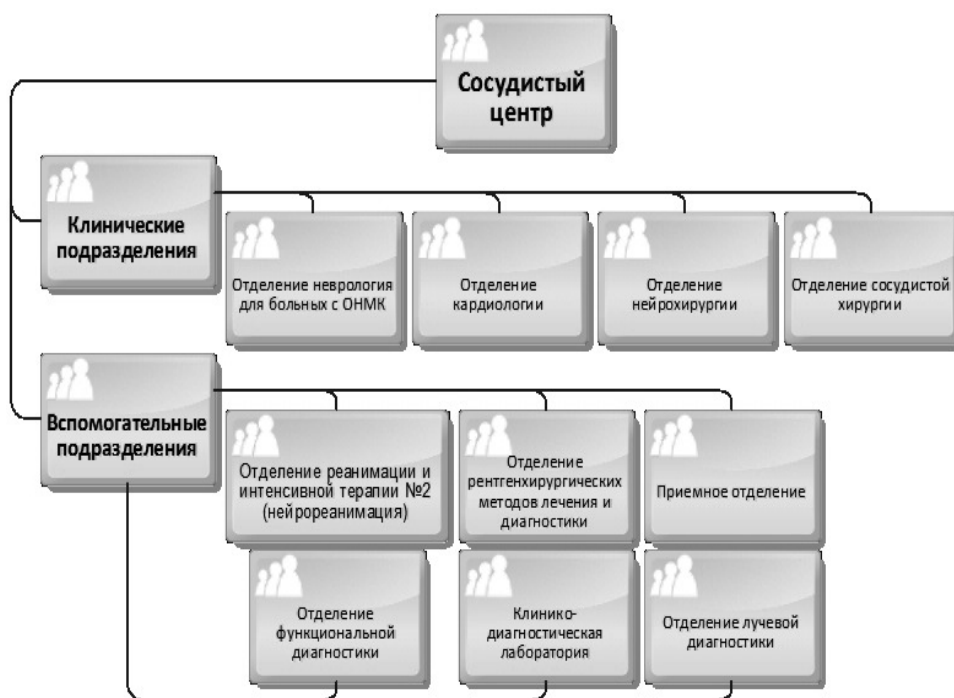 Сосудистый
центр
Клинические
подразделения
Отделение неврология
для больных с ОНМК
Отделение
кардиологии
Отделение
нейрохирургии
Отделение сосудистой
хирургии
Вспомогательные
подразделения
Отделение реанимации и
интенсивной терапии №2
(нейрореанимация)
Отделение
рентгенхирургических
методов лечения и
диагностики
Приемное отделение
Отделение
функциональной
диагностики
Клинико-
диагностическая
лаборатория
Отделение лучевой
диагностики